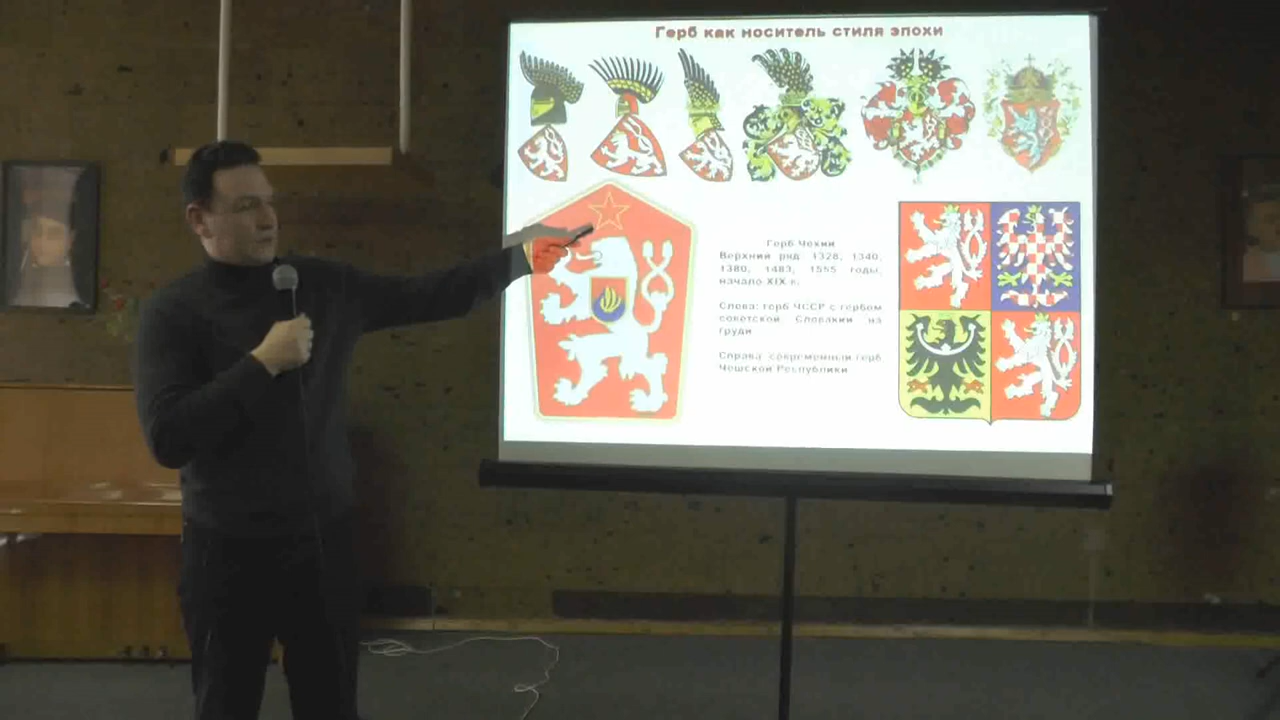 Герб как носитель стиля эпохи
Герб Чехии
Верхний ряд: 1328, 1340,
1380, 1483, 1555 годы,
начало XIX в.
Слева: герб ЧССР с гербом
советской Словакии на
груди
Справа: современный герб
Чешской Республики